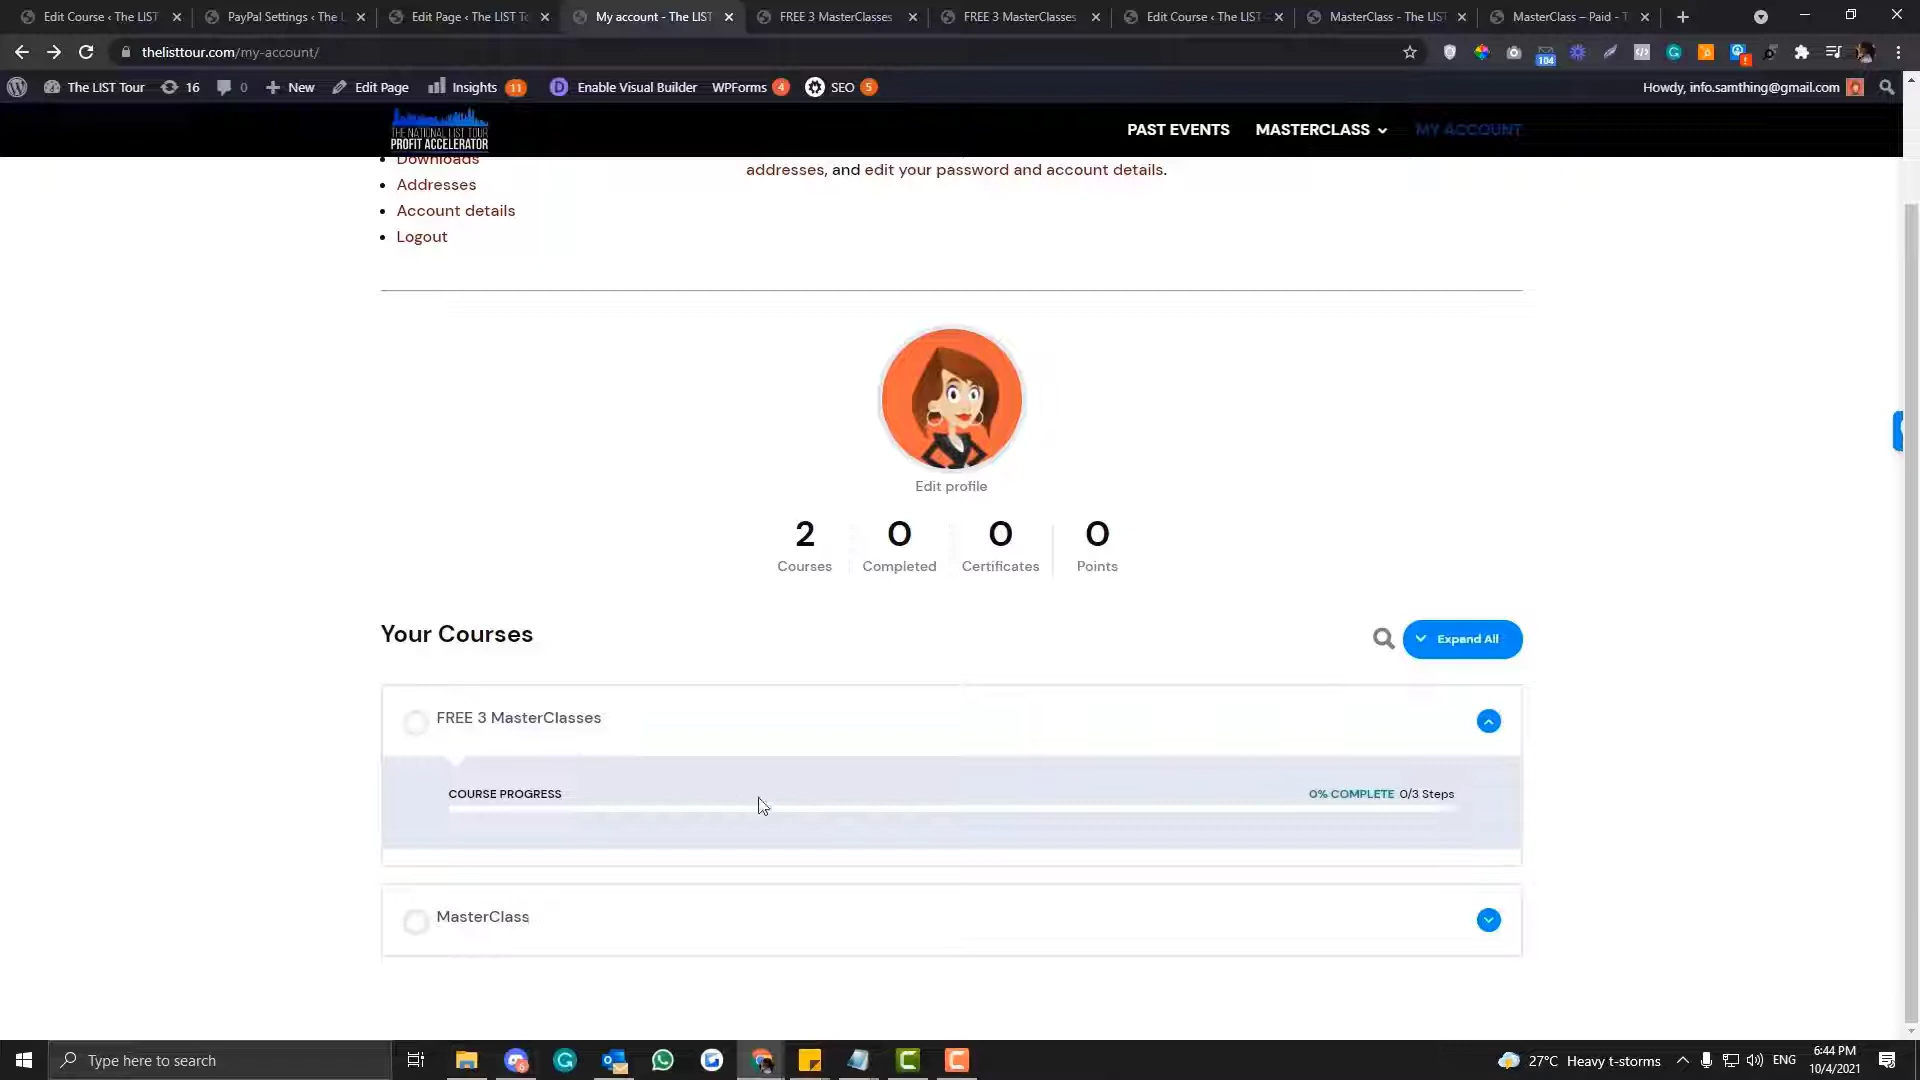 Edit Course ‹ The LIST
PayPal Settings ‹ The L
Edit Page ‹ The LIST To
My account - The LIST
FREE 3 MasterClasses
FREE 3 MasterClasses
Edit Course ‹ The LIST
MasterClass - The LIST
MasterClass – Paid - T
thelisttour.com/my-account/
104
The LIST Tour
16
0
New
Edit Page
Insights 11
Enable Visual Builder
WPForms 4
SEO 5
Howdy, info.samthing@gmail.com
THE NATIONAL LIST TOUR
PROFIT ACCELERATOR
PAST EVENTS
MASTERCLASS
MY ACCOUNT
Downloads
addresses, and edit your password and account details.
Addresses
Account details
Logout
Edit profile
2
0
0
0
Courses
Completed
Certificates
Points
Your Courses
Expand All
FREE 3 MasterClasses
COURSE PROGRESS
0% COMPLETE 0/3 Steps
MasterClass
Type here to search
27°C Heavy t-storms
ENG
6:44 PM
10/4/2021